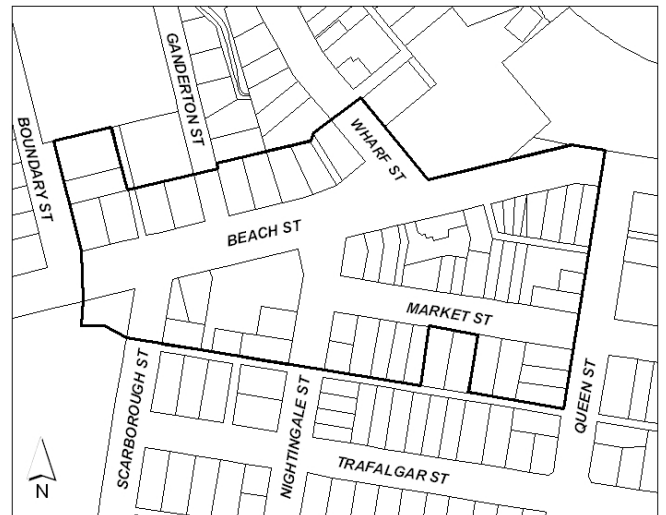 GANDERTON ST
BOUNDARY ST
WHARF ST
BEACH ST
MARKET ST
QUEEN ST
SCARBOROUGH ST
NIGHTINGALE ST
TRAFALGAR ST
N